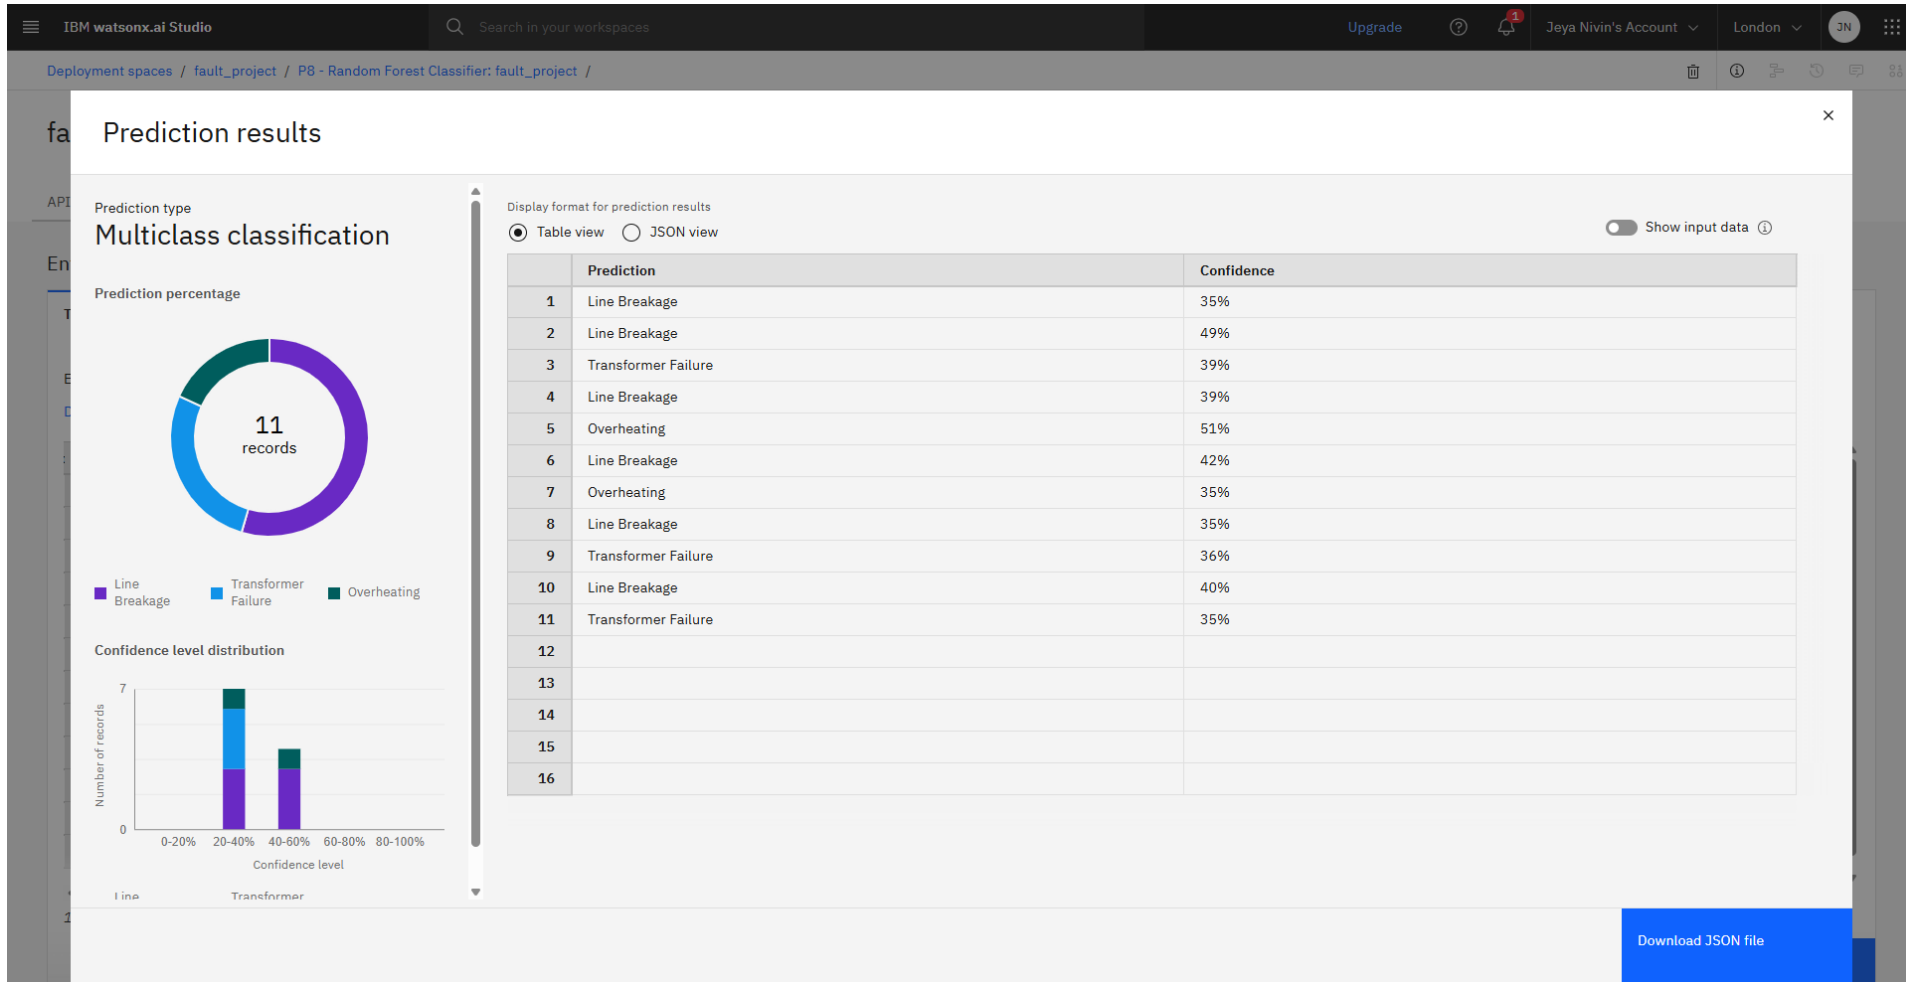 IBM watsonx.ai Studio
Search in your workspaces
Upgrade
1
Jeya Nivin's Account
London
JN
Deployment spaces / fault_project / P8 - Random Forest Classifier: fault_project /
fa
Prediction results
API
Prediction type
Multiclass classification
En
Prediction percentage
T
E
D
11
records
Line
Breakage
Transformer
Failure
Overheating
Confidence level distribution
Number of records
7
0
0-20% 20-40% 40-60% 60-80% 80-100%
Confidence level
Line Transformer
1
Display format for prediction results
Table view JSON view
Show input data
Prediction Confidence
1 Line Breakage 35%
2 Line Breakage 49%
3 Transformer Failure 39%
4 Line Breakage 39%
5 Overheating 51%
6 Line Breakage 42%
7 Overheating 35%
8 Line Breakage 35%
9 Transformer Failure 36%
10 Line Breakage 40%
11 Transformer Failure 35%
12
13
14
15
16
Download JSON file